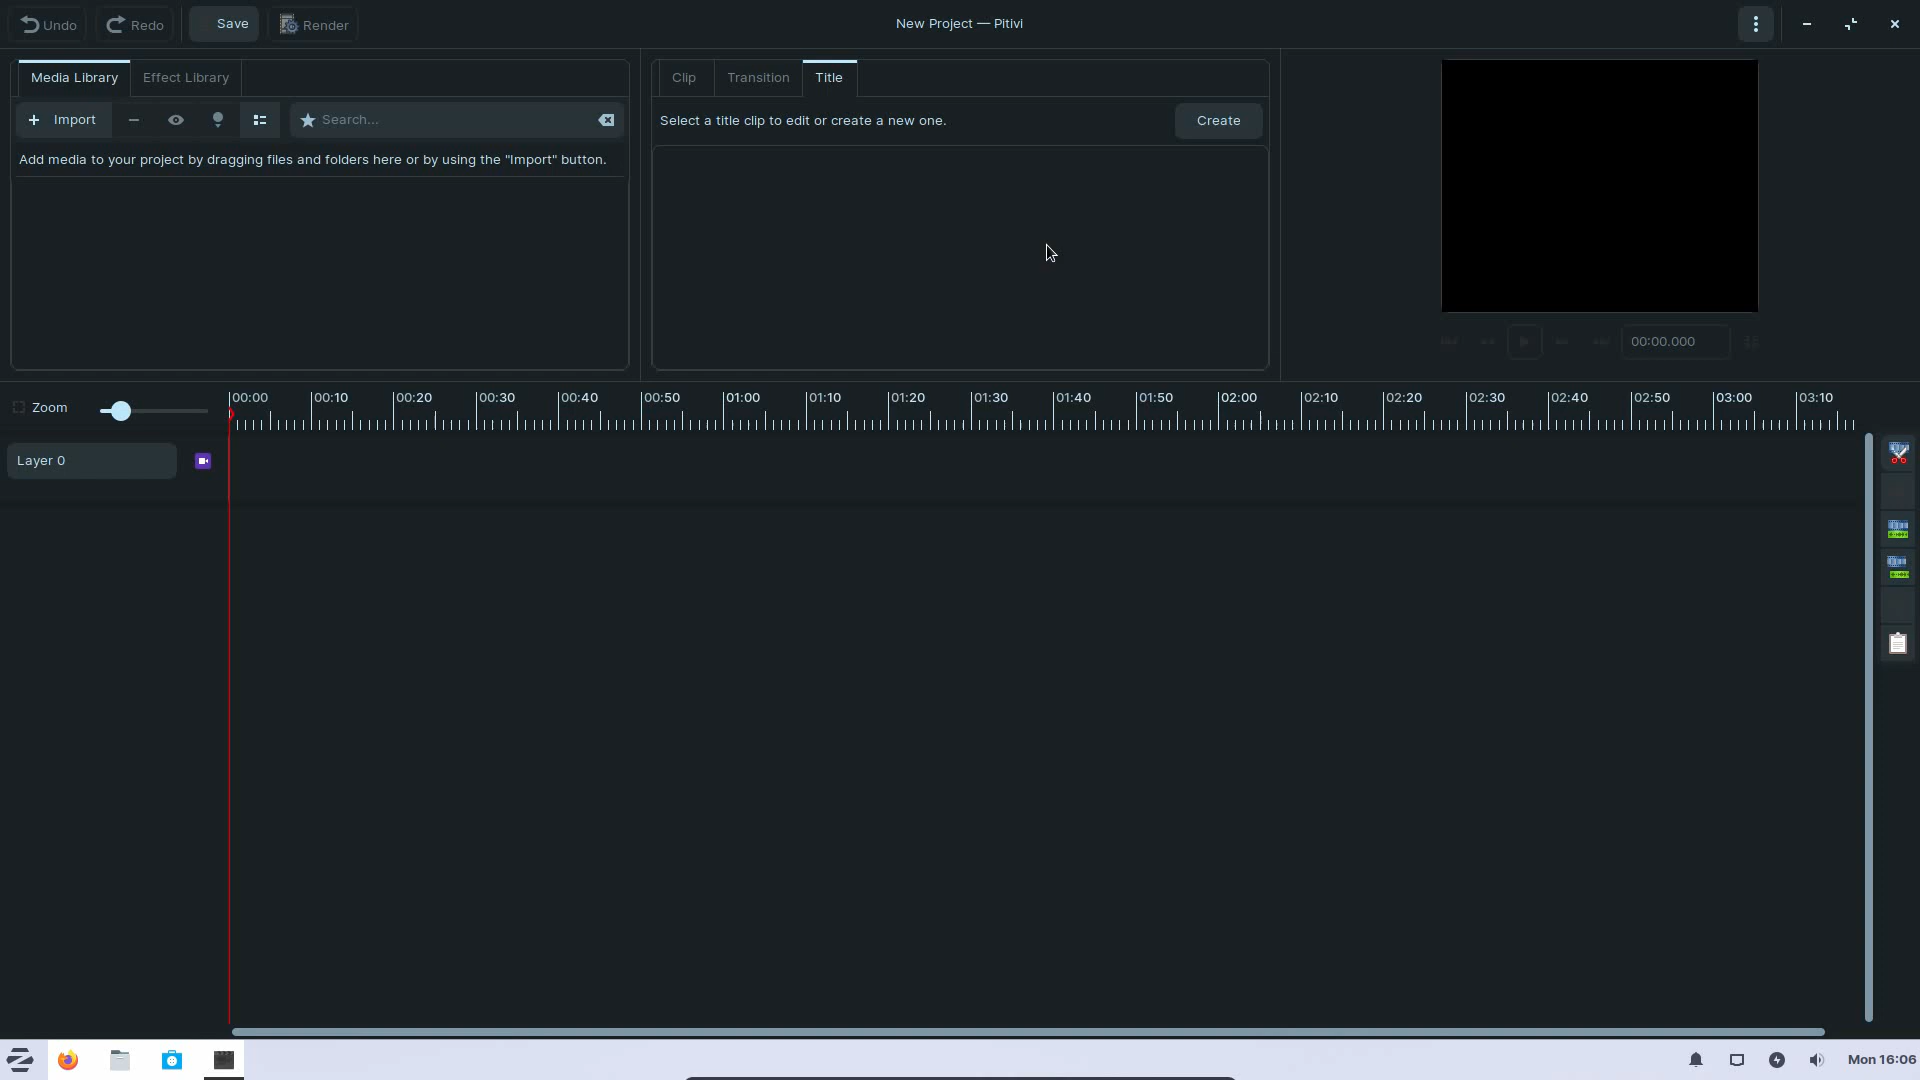 Undo
Redo
Save
Render
New Project — Pitivi
Media Library
Effect Library
Clip
Transition
Title
Import
Search...
Select a title clip to edit or create a new one.
Create
Add media to your project by dragging files and folders here or by using the "Import" button.
00:00.000
Zoom
00:00
00:10
00:20
00:30
00:40
00:50
01:00
01:10
01:20
01:30
01:40
01:50
02:00
02:10
02:20
02:30
02:40
02:50
03:00
03:10
Layer 0
Mon 16:06